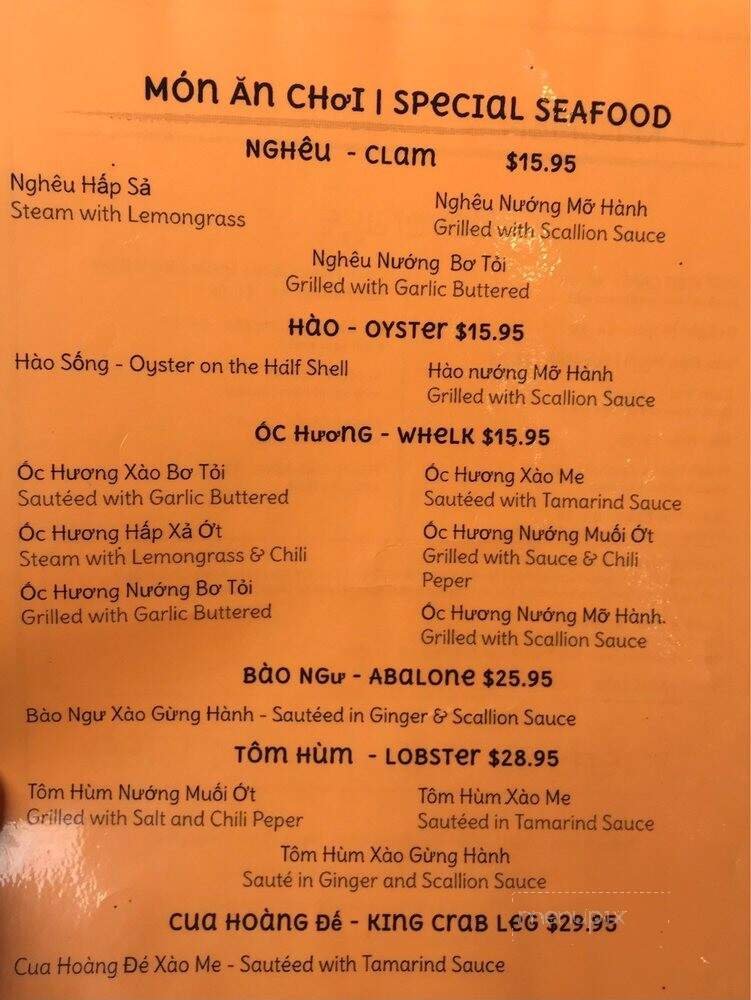 Món Ăn Chơi | Special Seafood
Nghêu - Clam $15.95
Nghêu Hấp Sả
Steam with Lemongrass
Nghêu Nướng Mỡ Hành
Grilled with Scallion Sauce
Nghêu Nướng Bơ Tỏi
Grilled with Garlic Buttered
Hào - Oyster $15.95
Hào Sống - Oyster on the Half Shell
Hào nướng Mỡ Hành
Grilled with Scallion Sauce
Ốc Hương - Whelk $15.95
Ốc Hương Xào Bơ Tỏi
Sautéed with Garlic Buttered
Ốc Hương Xào Me
Sautéed with Tamarind Sauce
Ốc Hương Hấp Xả Ớt
Steam with Lemongrass & Chili
Ốc Hương Nướng Muối Ớt
Grilled with Sauce & Chili
Peper
Ốc Hương Nướng Bơ Tỏi
Grilled with Garlic Buttered
Ốc Hương Nướng Mỡ Hành.
Grilled with Scallion Sauce
Bào Ngư - Abalone $25.95
Bào Ngư Xào Gừng Hành - Sautéed in Ginger & Scallion Sauce
Tôm Hùm - Lobster $28.95
Tôm Hùm Nướng Muối Ớt
Grilled with Salt and Chili Peper
Tôm Hùm Xào Me
Sautéed in Tamarind Sauce
Tôm Hùm Xào Gừng Hành
Sauté in Ginger and Scallion Sauce
Cua Hoàng Đế - King Crab Leg $29.95
Cua Hoàng Đé Xào Me - Sautéed with Tamarind Sauce
menupix